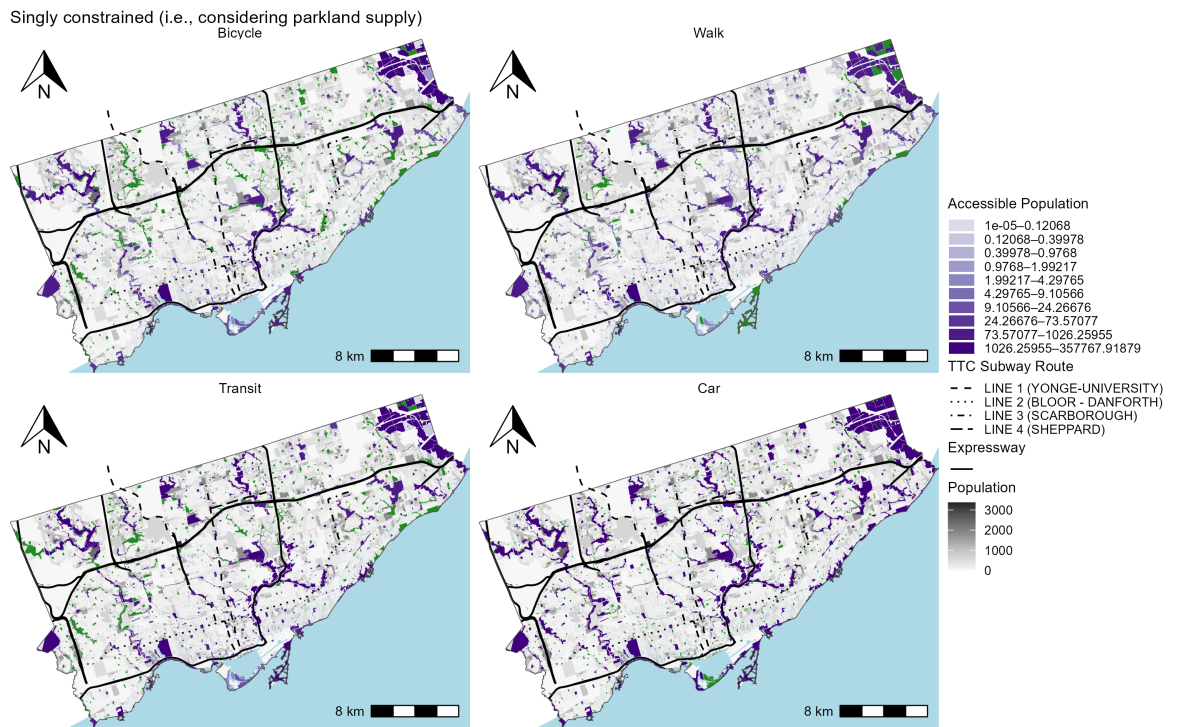 Singly constrained (i.e., considering parkland supply)
Bicycle
Walk
N
N
8 km
8 km
Transit
Car
N
N
8 km
8 km
Accessible Population
1e-05–0.12068
0.12068–0.39978
0.39978–0.9768
0.9768–1.99217
1.99217–4.29765
4.29765–9.10566
9.10566–24.26676
24.26676–73.57077
73.57077–1026.25955
1026.25955–357767.91879
TTC Subway Route
LINE 1 (YONGE-UNIVERSITY)
LINE 2 (BLOOR - DANFORTH)
LINE 3 (SCARBOROUGH)
LINE 4 (SHEPPARD)
Expressway
Population
3000
2000
1000
0